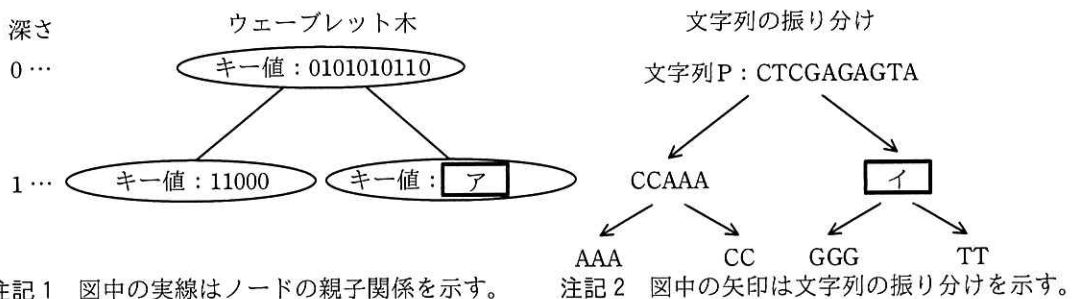 深さ
ウェーブレット木
文字列の振り分け
0…
キー値：0101010110
文字列P：CTCGAGAGTA
1…
キー値：11000
キー値：ア
CCAAA
イ
AAA
CC
GGG
TT
注記1 図中の実線はノードの親子関係を示す。
注記2 図中の矢印は文字列の振り分けを示す。